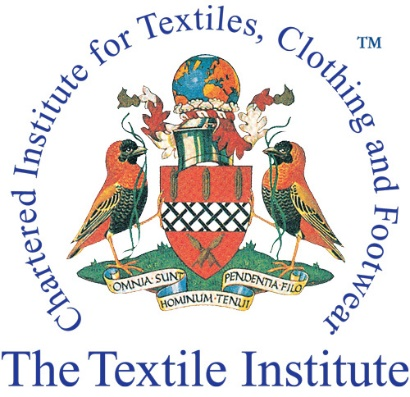 Chartered Institute for Textiles, Clothing and Footwear
TM
OMNIA·SUNT
HOMINUM·TENUI
PENDENTIA·FILO
The Textile Institute